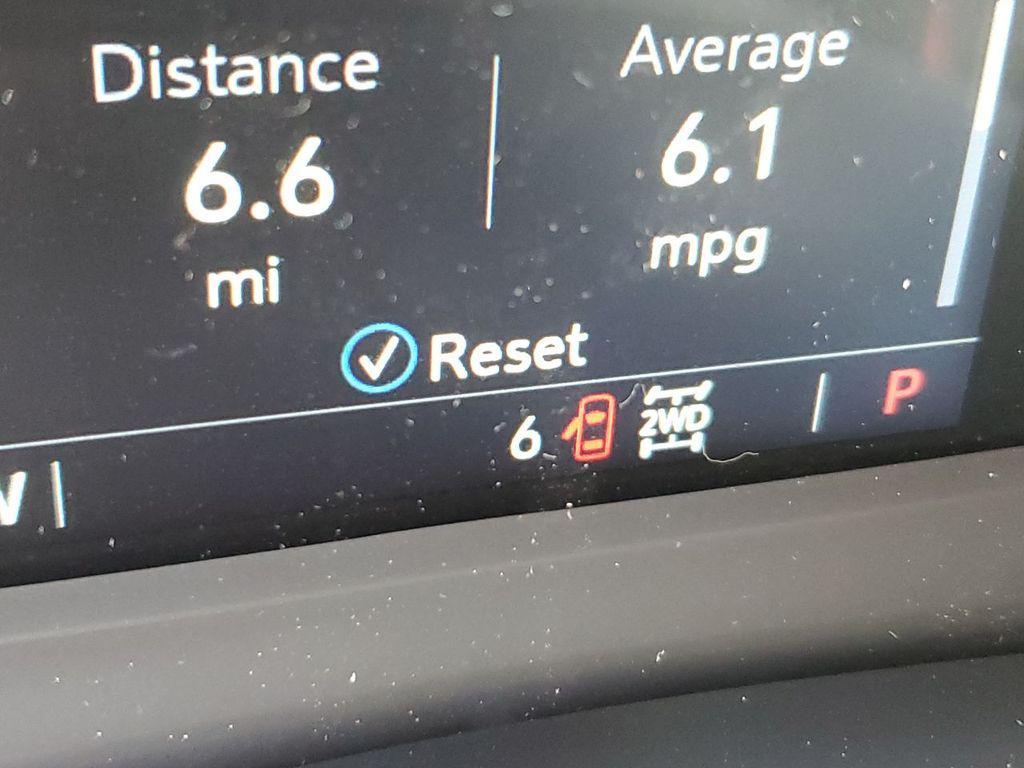 Distance
Average
6.6
6.1
mi
mpg
Reset
6
2WD
P